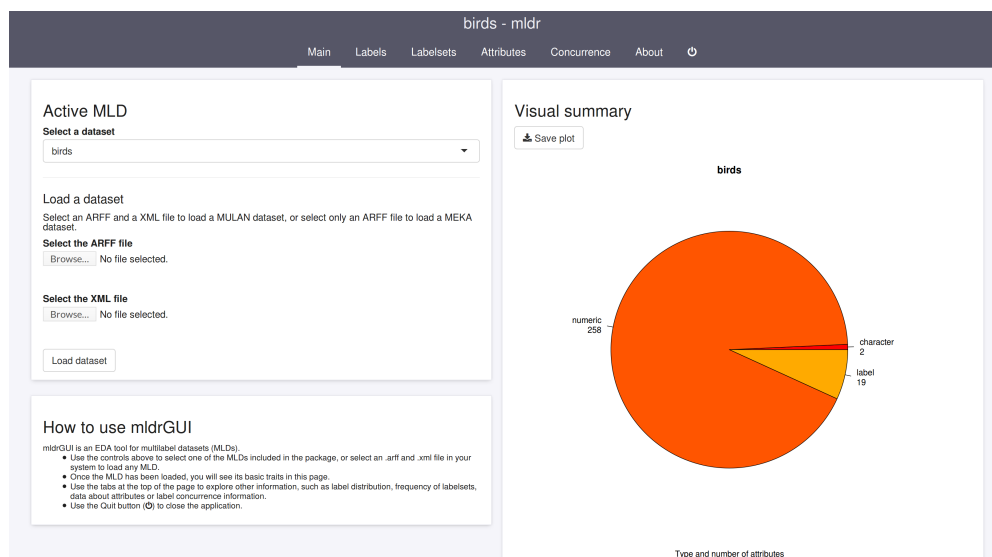 birds - mldr
Main Labels Labelsets Attributes Concurrence About
Active MLD
Select a dataset
birds
Load a dataset
Select an ARFF and a XML file to load a MULAN dataset, or select only an ARFF file to load a MEKA
dataset.
Select the ARFF file
Browse... No file selected.
Select the XML file
Browse... No file selected.
Load dataset
How to use mldrGUI
mldrGUI is an EDA tool for multilabel datasets (MLDs).
● Use the controls above to select one of the MLDs included in the package, or select an .arff and .xml file in your
system to load any MLD.
● Once the MLD has been loaded, you will see its basic traits in this page.
● Use the tabs at the top of the page to explore other information, such as label distribution, frequency of labelsets,
data about attributes or label concurrence information.
● Use the Quit button (⏻) to close the application.
Visual summary
Save plot
birds
numeric
258
character
2
label
19
Type and number of attributes